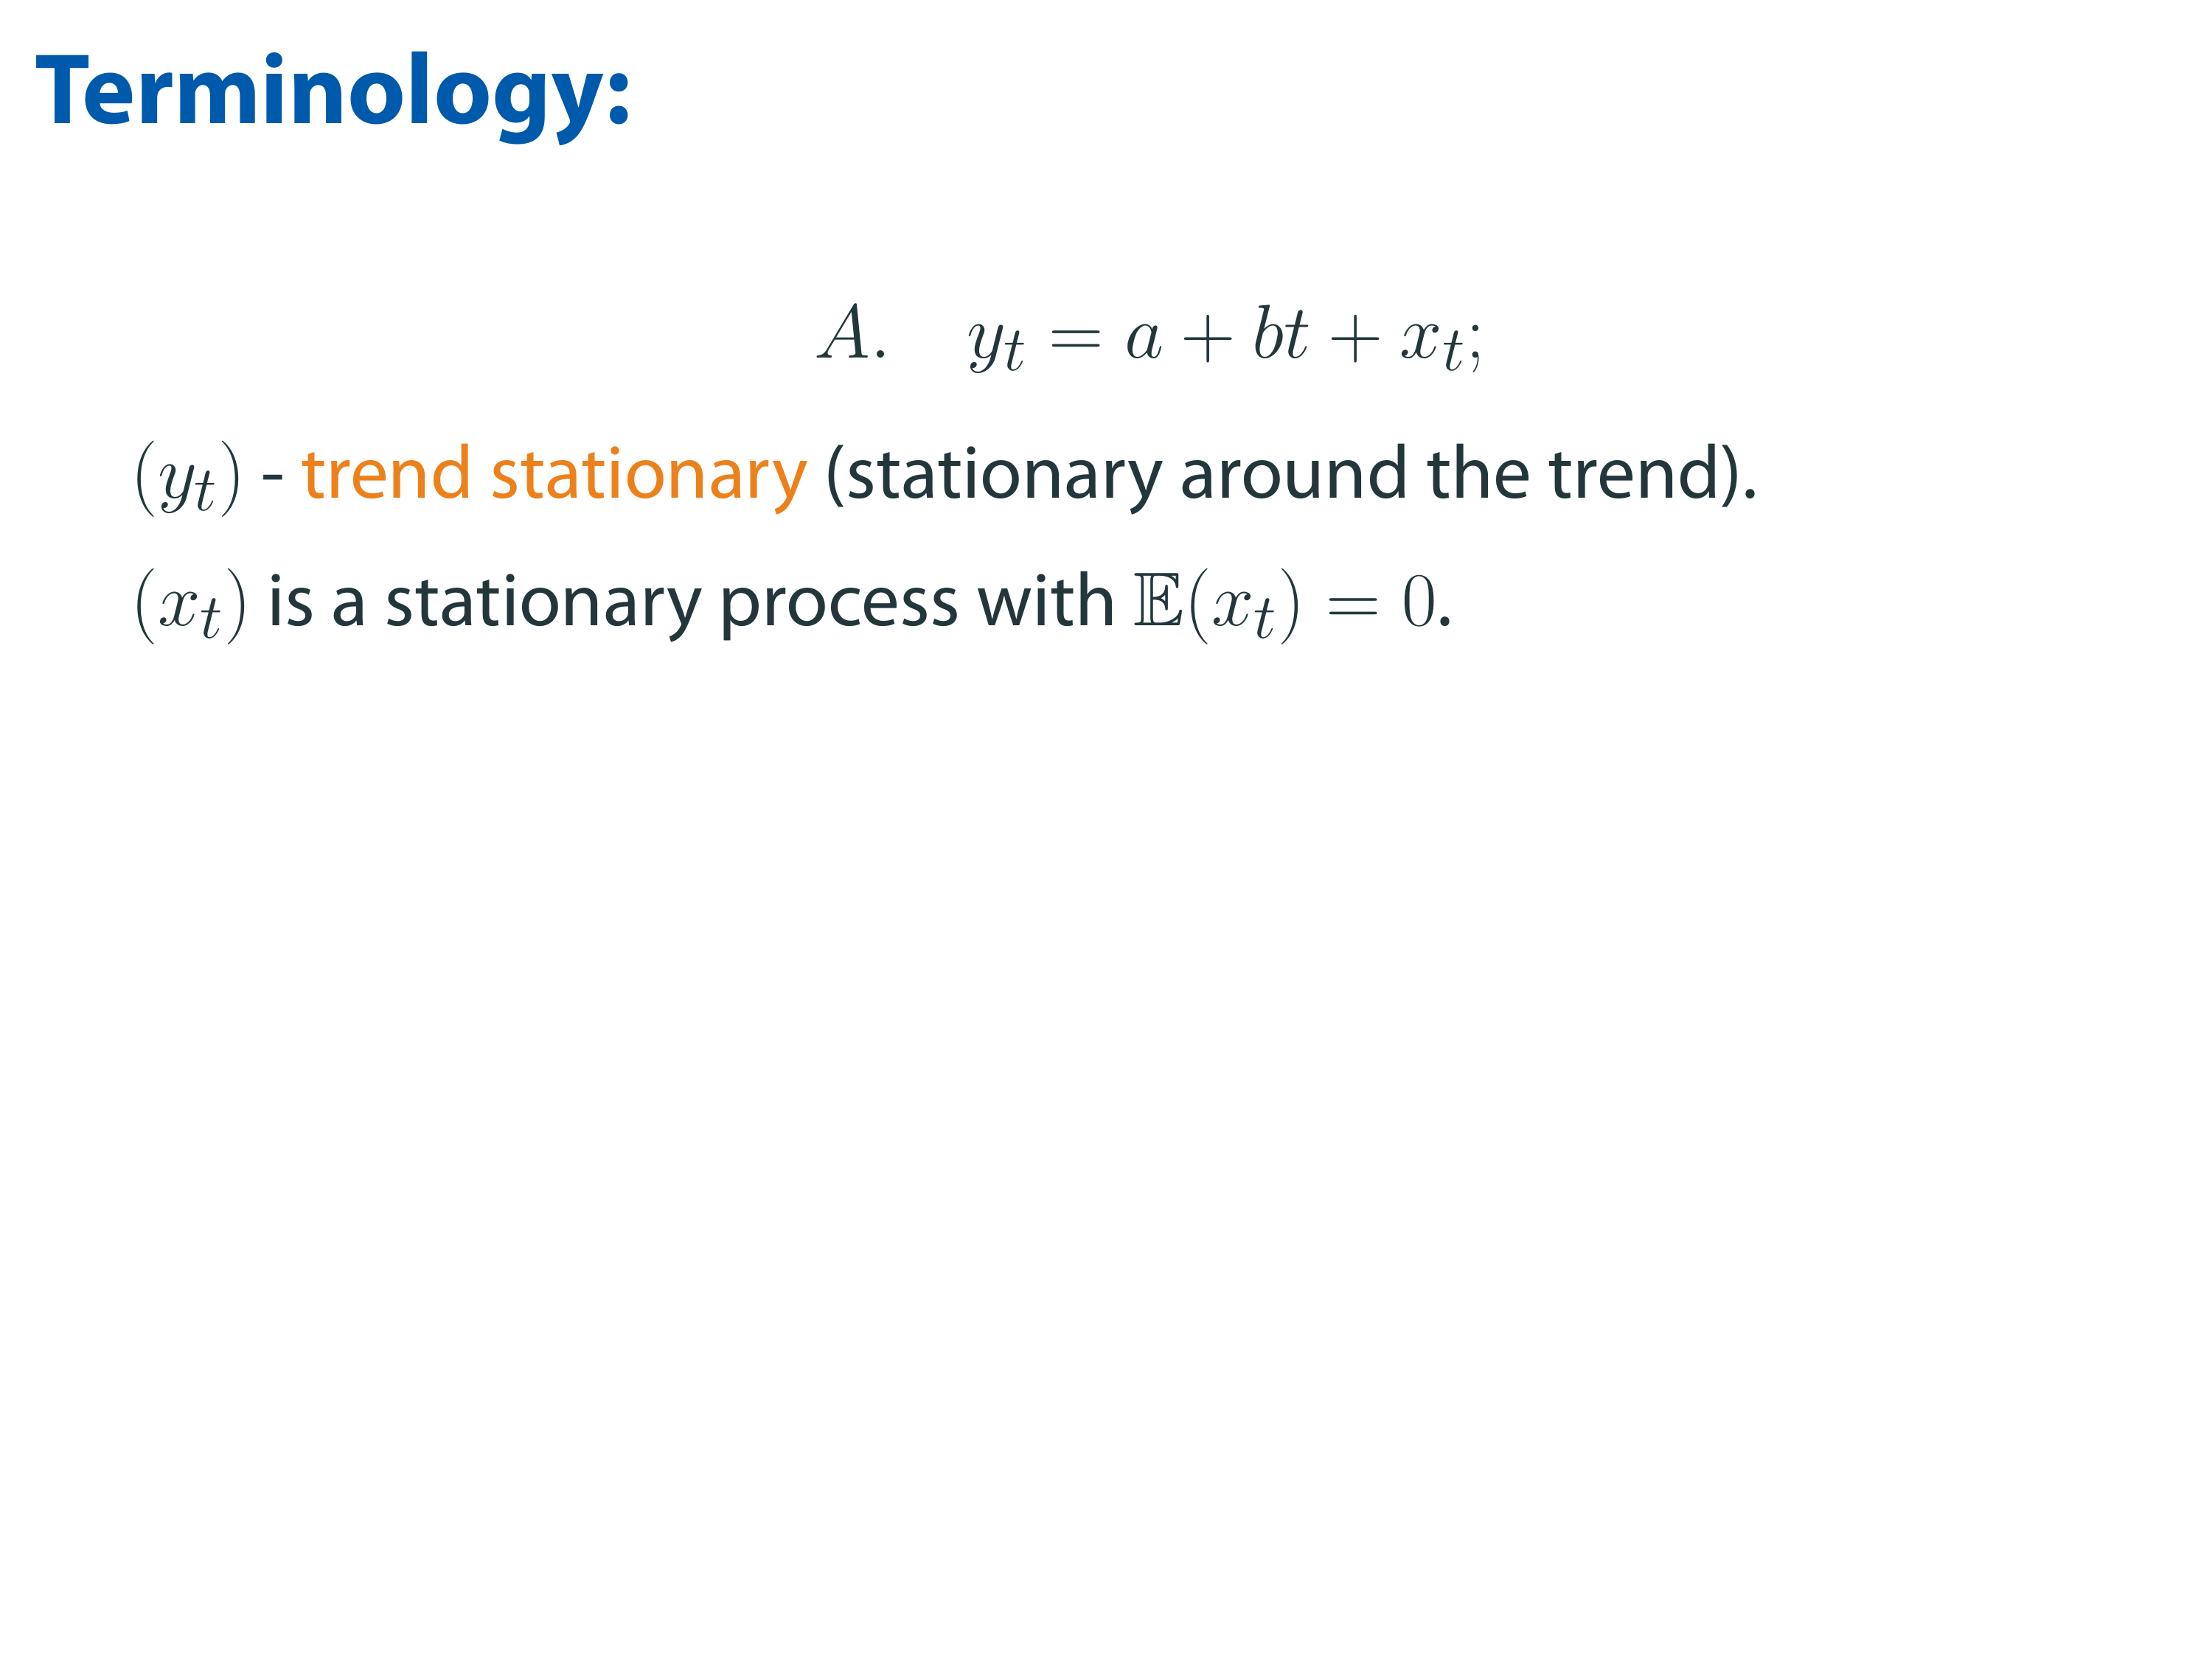 Terminology:
A. y_t = a + bt + x_t;
(y_t) - trend stationary (stationary around the trend).
(x_t) is a stationary process with 𝔼(x_t) = 0.